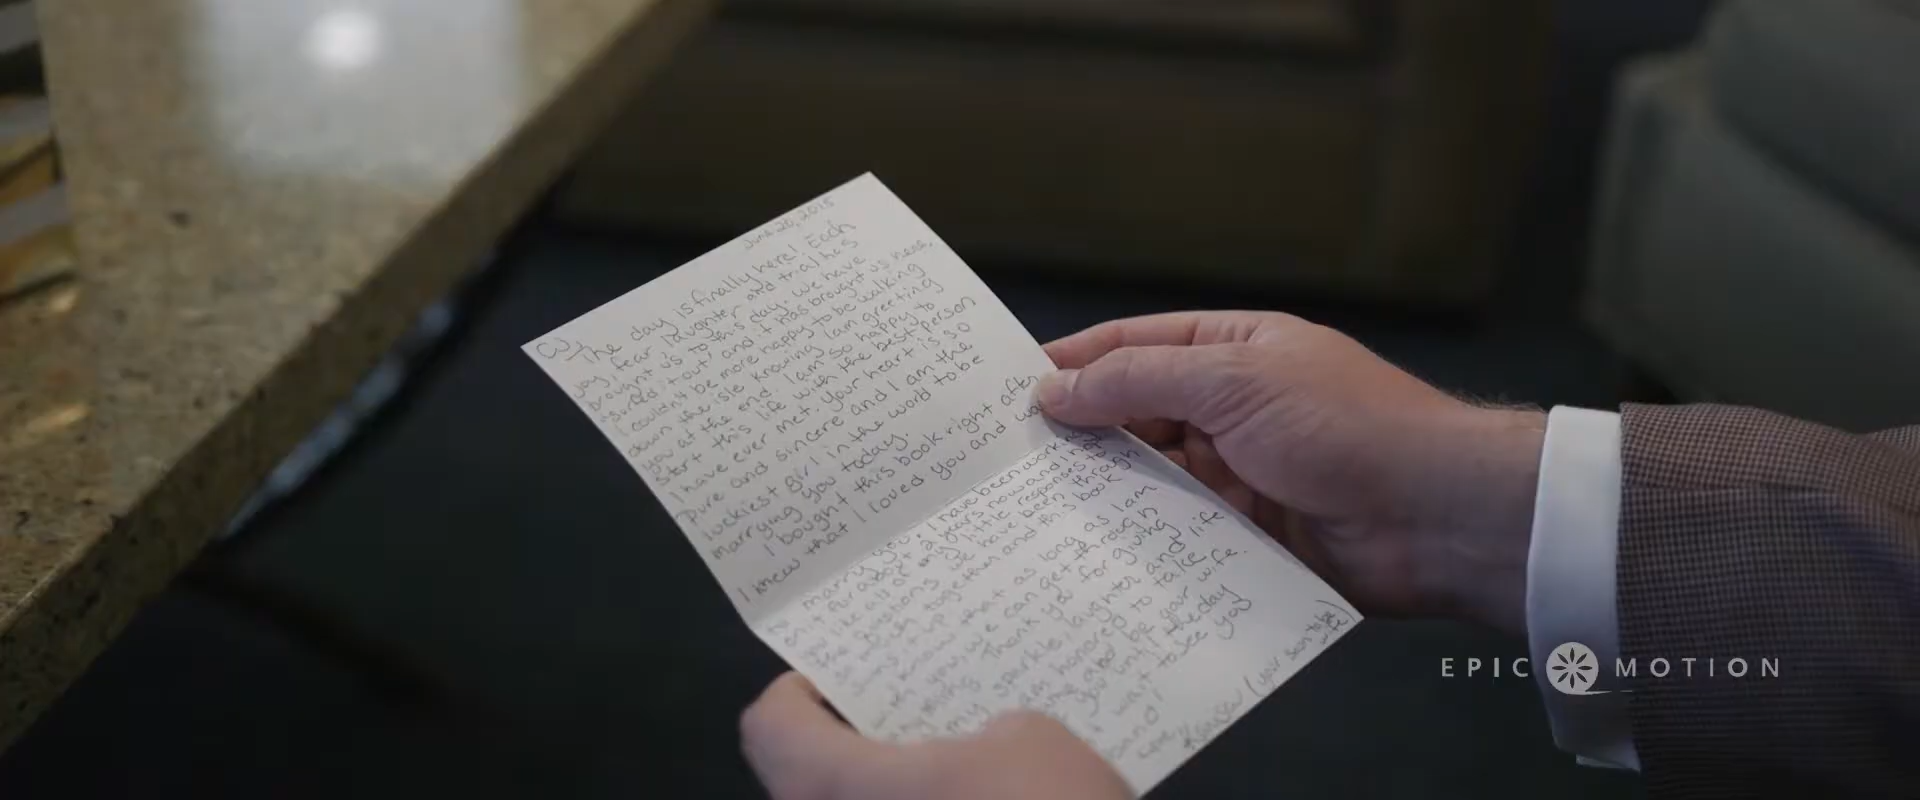 June 20, 2015
CJ,
The day is finally here! Each
joy, fear, laughter and trial has
brought us to this day. We have
it out and it has brought us here.
I couldn't be more happy to be walking
down the isle knowing I am greeting
you at the end. I am so happy to
start this life with the best person
I have ever met. Your heart is so
pure and sincere and I am the
luckiest girl in the world to be
marrying you today.
I bought this book right after
I knew that I loved you and
to marry you. I have been working
on it for about 2 years now and I hope
you like all of my little responses to
the questions. We have been through
so much together and this book
I know that as long as I am
with you, we can get through
anything. Thank you for giving
my sparkle, laughter and life
am honored to take
name and be your wife.
you until the day
wait to see you
(your soon to be
wife)
EPIC MOTION